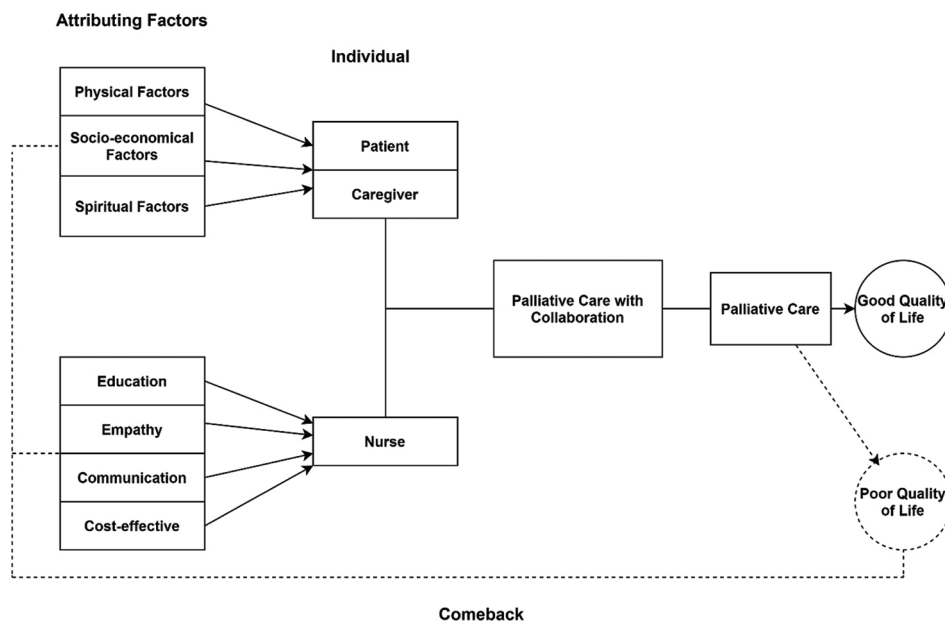 Attributing Factors
Individual
Physical Factors
Socio-economical
Factors
Spiritual Factors
Patient
Caregiver
Palliative Care with
Collaboration
Palliative Care
Good Quality
of Life
Education
Empathy
Communication
Cost-effective
Nurse
Poor Quality
of Life
Comeback